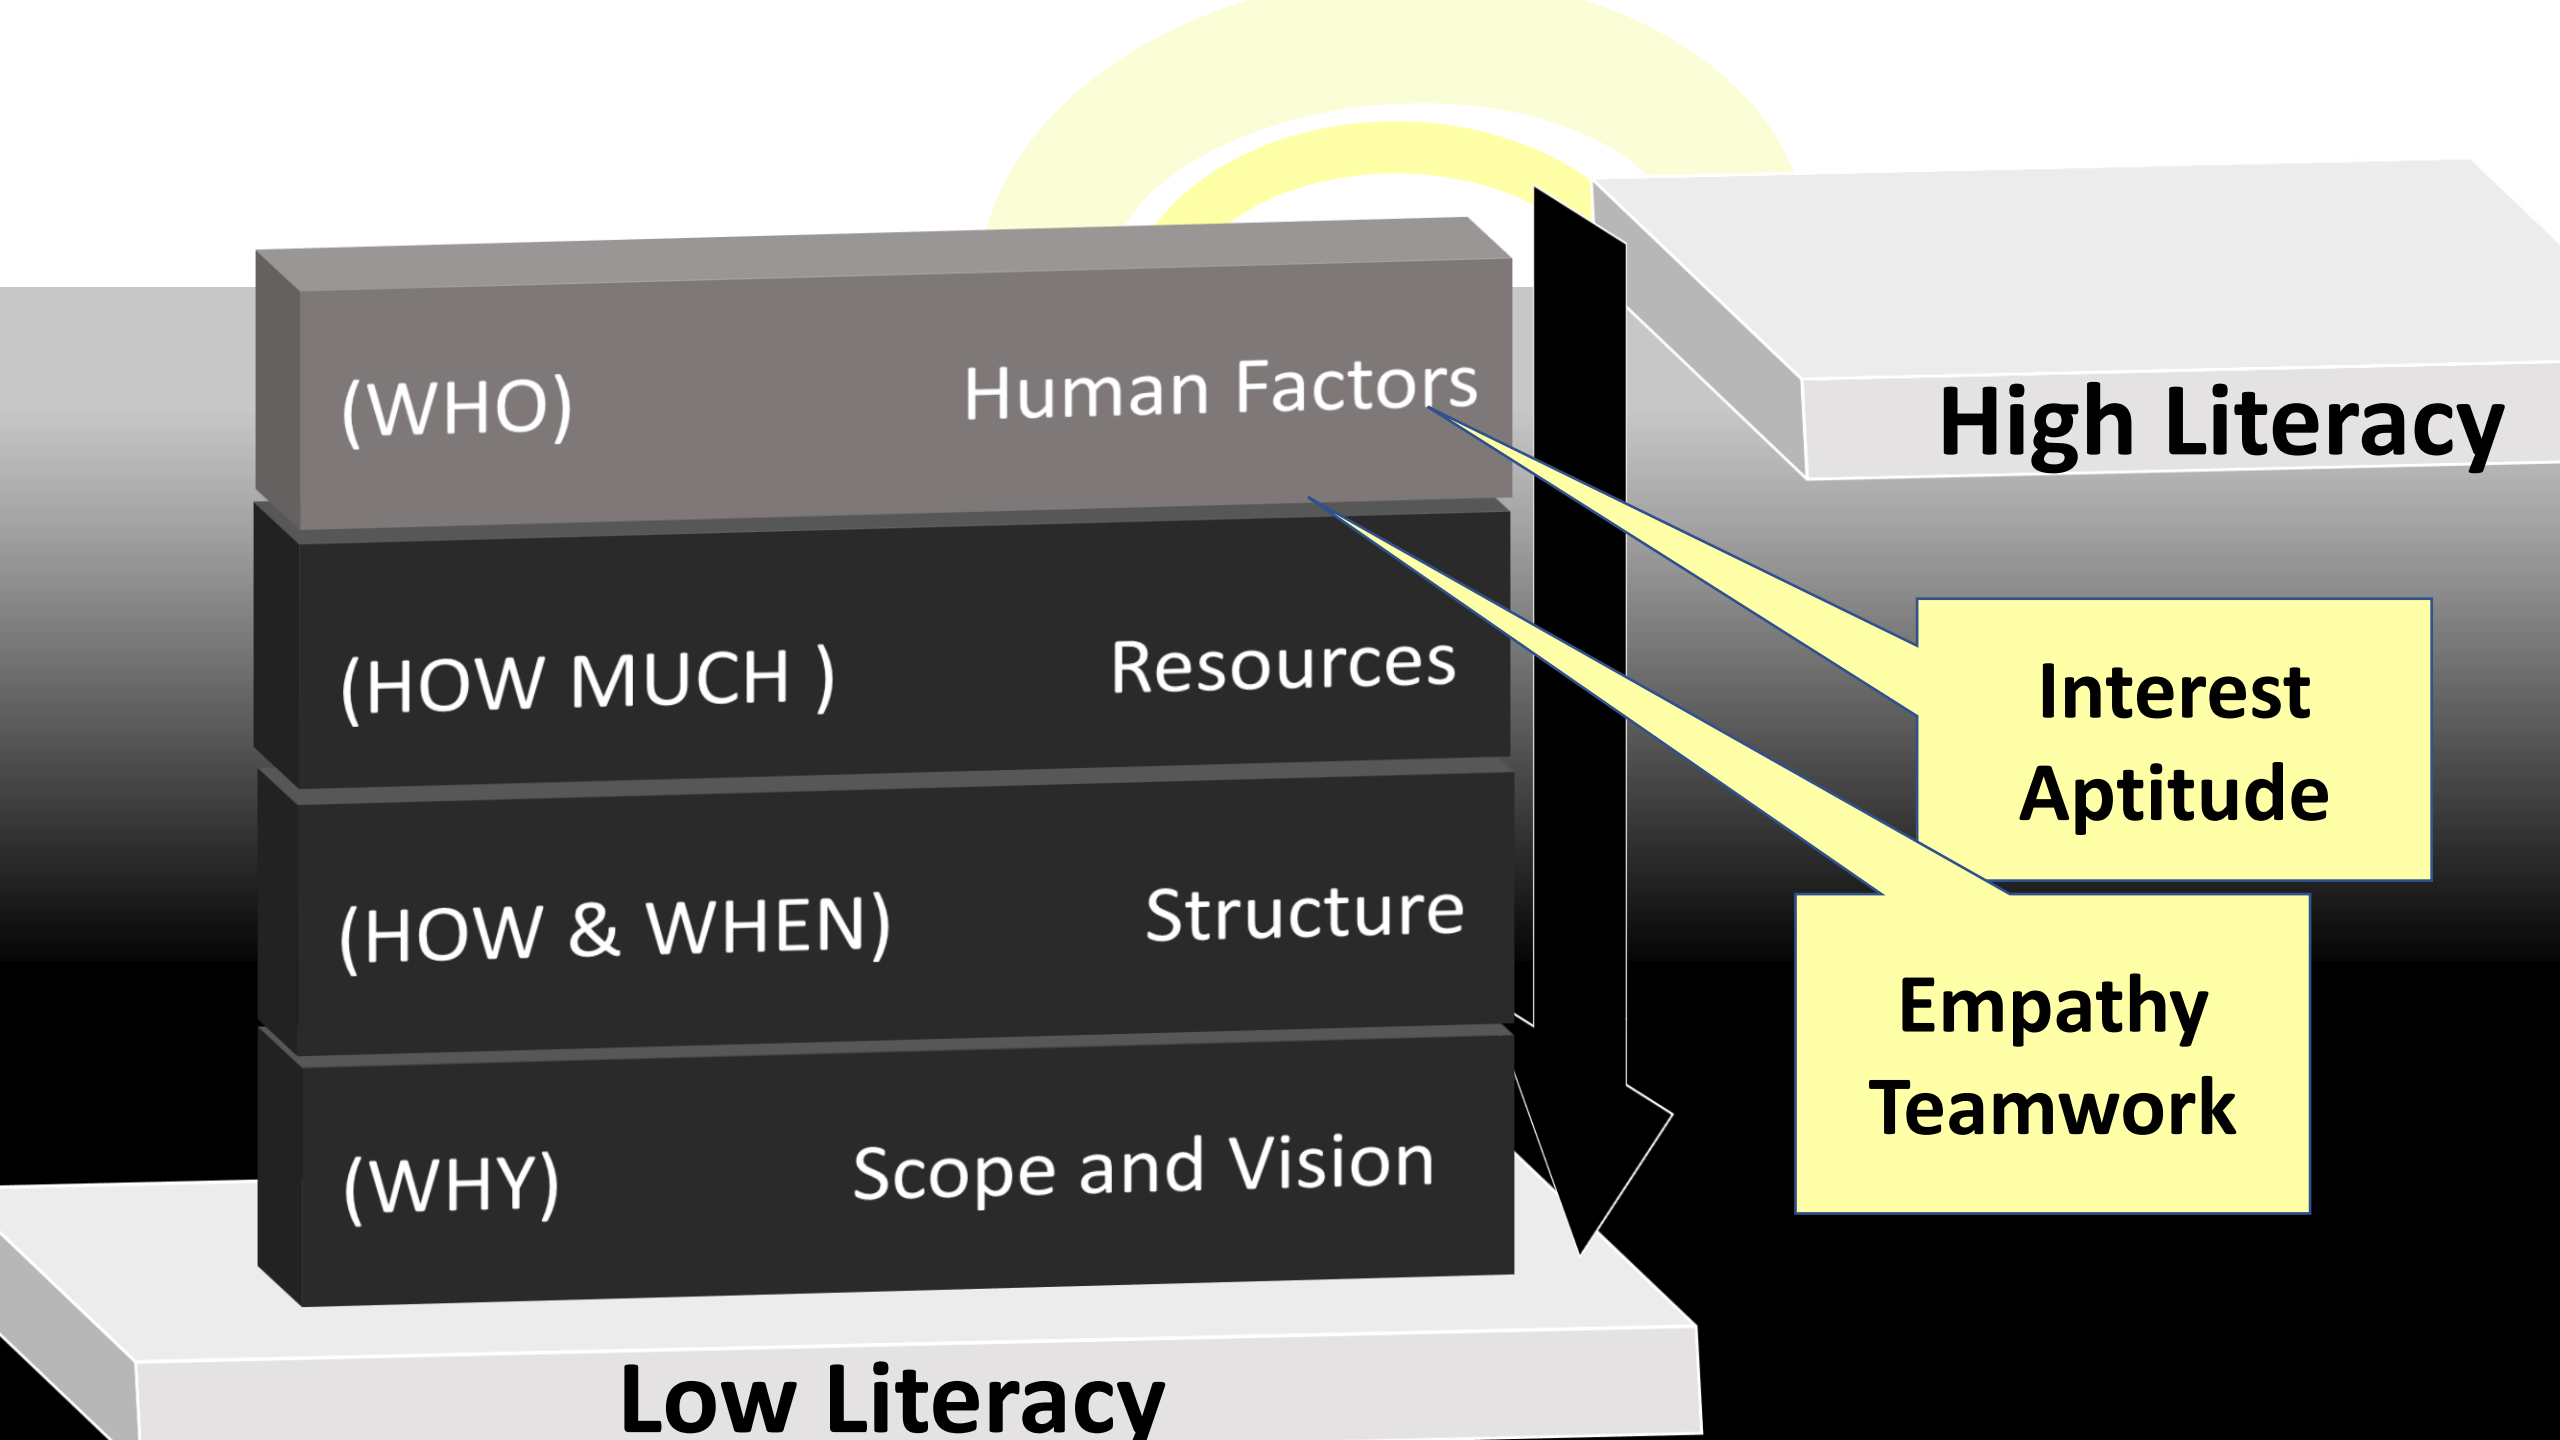 (WHO) Human Factors
High Literacy
(HOW MUCH ) Resources
Interest
Aptitude
(HOW & WHEN) Structure
Empathy
Teamwork
(WHY) Scope and Vision
Low Literacy